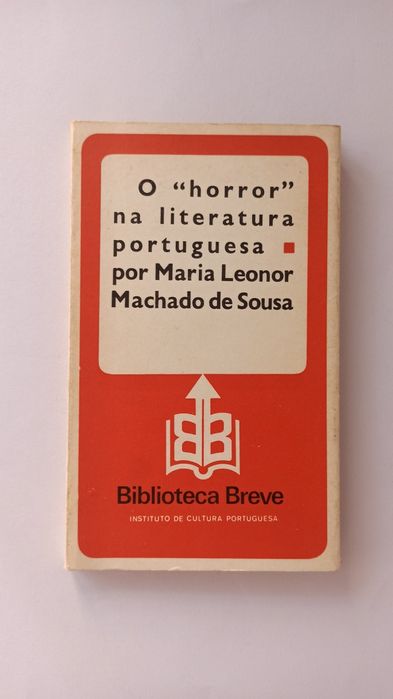 O “horror”
na literatura
portuguesa ■
por Maria Leonor
Machado de Sousa
BB
Biblioteca Breve
INSTITUTO DE CULTURA PORTUGUESA